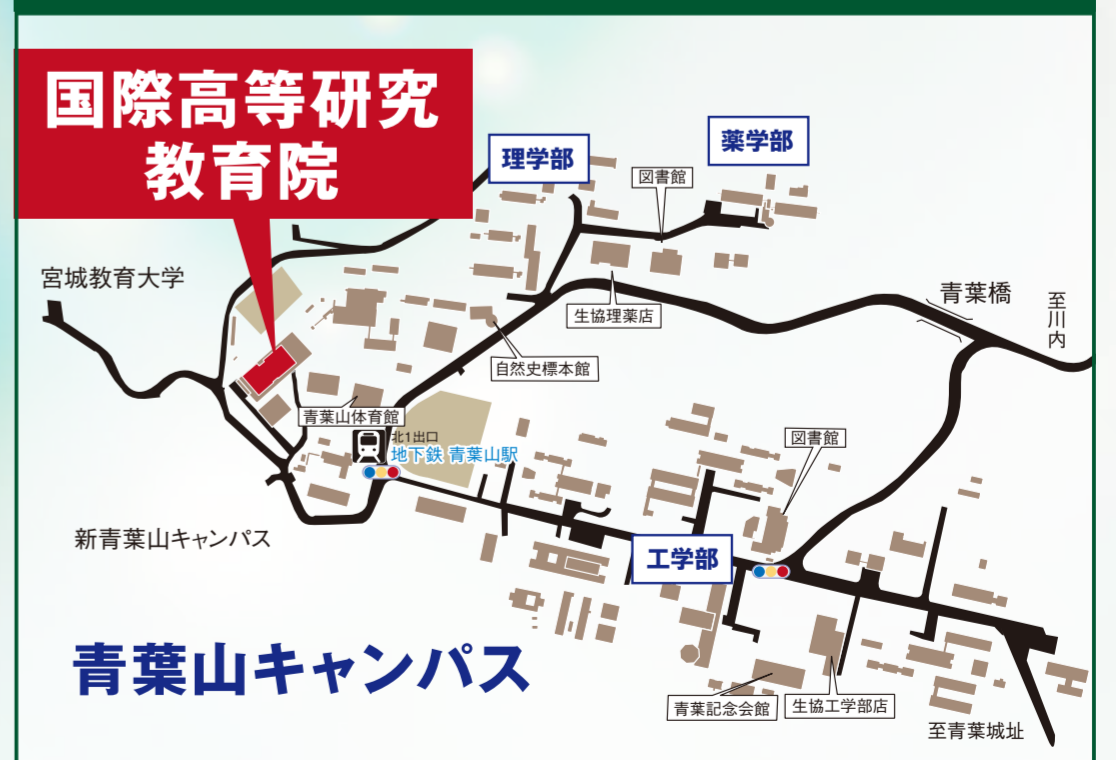 国際高等研究
教育院
理学部
薬学部
図書館
宮城教育大学
青葉橋
至川内
生協理薬店
自然史標本館
青葉山体育館
北1出口
地下鉄 青葉山駅
図書館
新青葉山キャンパス
工学部
青葉山キャンパス
青葉記念会館
生協工学部店
至青葉城址